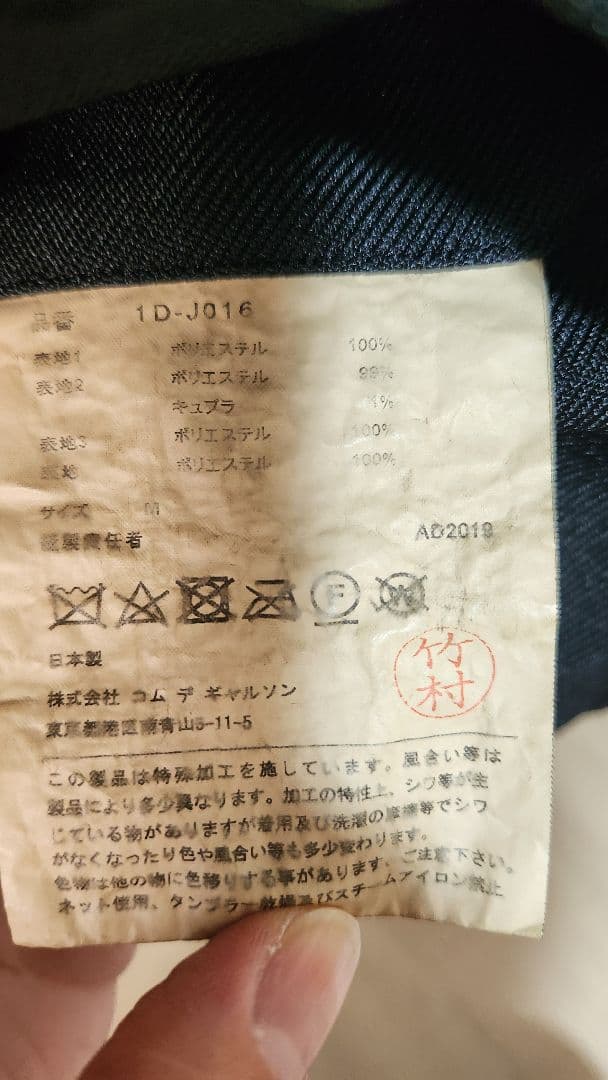 品番 1D-J016
表地1 ポリエステル 100%
表地2 ポリエステル 99%
キュプラ 1%
表地3 ポリエステル 100%
ポリエステル 100%
サイズ M
縫製責任者 AD2019
F
W
日本製
竹村
株式会社 コム デ ギャルソン
東京都港区南青山5-11-5
この製品は特殊加工を施しています。風合い等は
製品により多少異なります。加工の特性上、シワ等が生
じている物がありますが着用及び洗濯の摩擦等でシワ
がなくなったり色や風合い等も多少変わります。
色物は他の物に色移りする事があります、ご注意下さい。
ネット使用、タンブラー乾燥及びスチームアイロン禁止